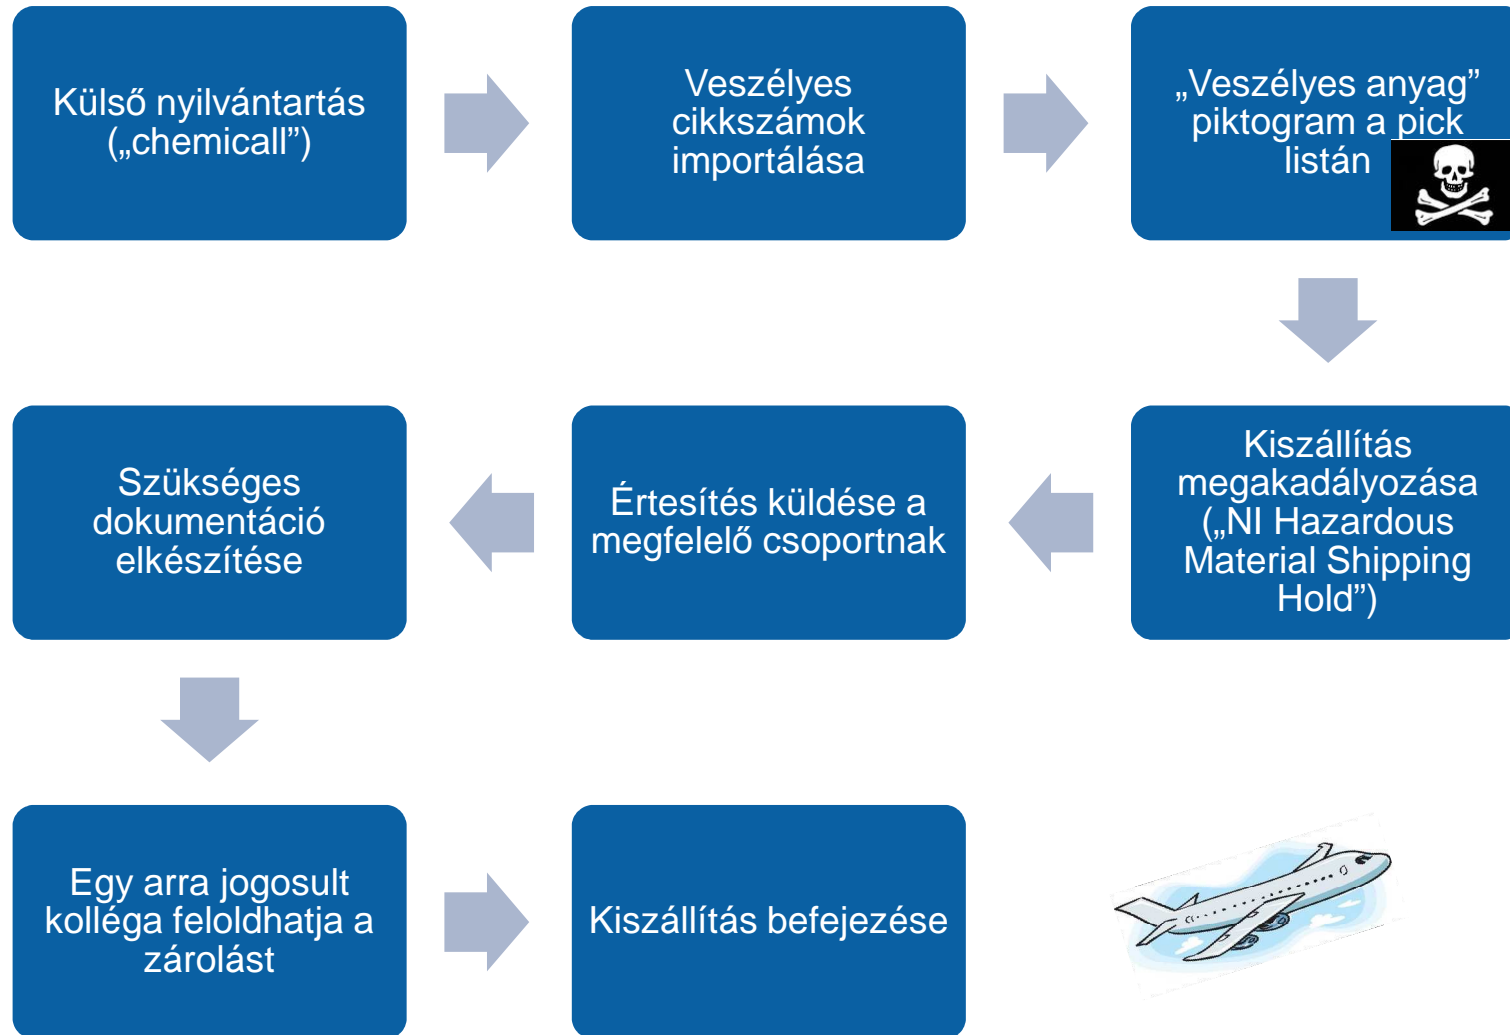 Külső nyilvántartás
(„chemicall”)
Veszélyes
cikkszámok
importálása
„Veszélyes anyag”
piktogram a pick
listán
Kiszállítás
megakadályozása
(„NI Hazardous
Material Shipping
Hold”)
Értesítés küldése a
megfelelő csoportnak
Szükséges
dokumentáció
elkészítése
Egy arra jogosult
kolléga feloldhatja a
zárolást
Kiszállítás befejezése